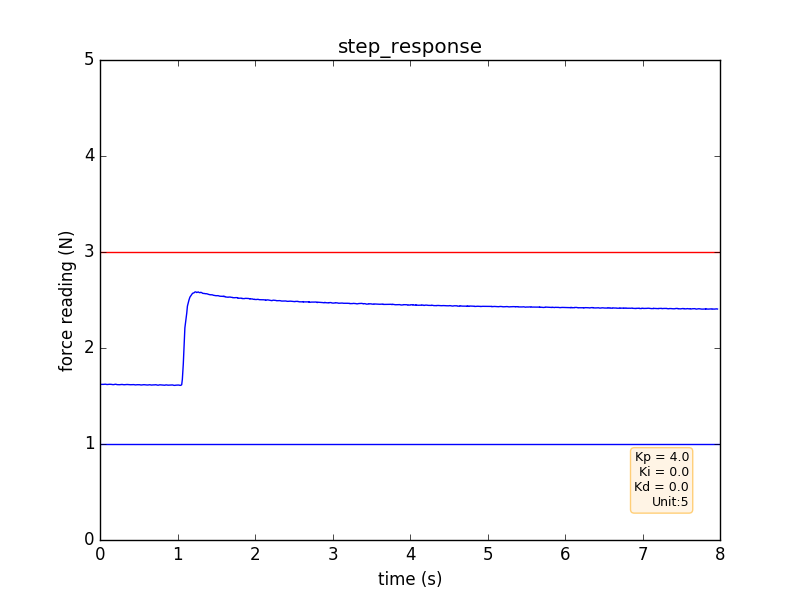 step_response
5
4
3
2
1
0
force reading (N)
Kp = 4.0
Ki = 0.0
Kd = 0.0
Unit:5
0 1 2 3 4 5 6 7 8
time (s)